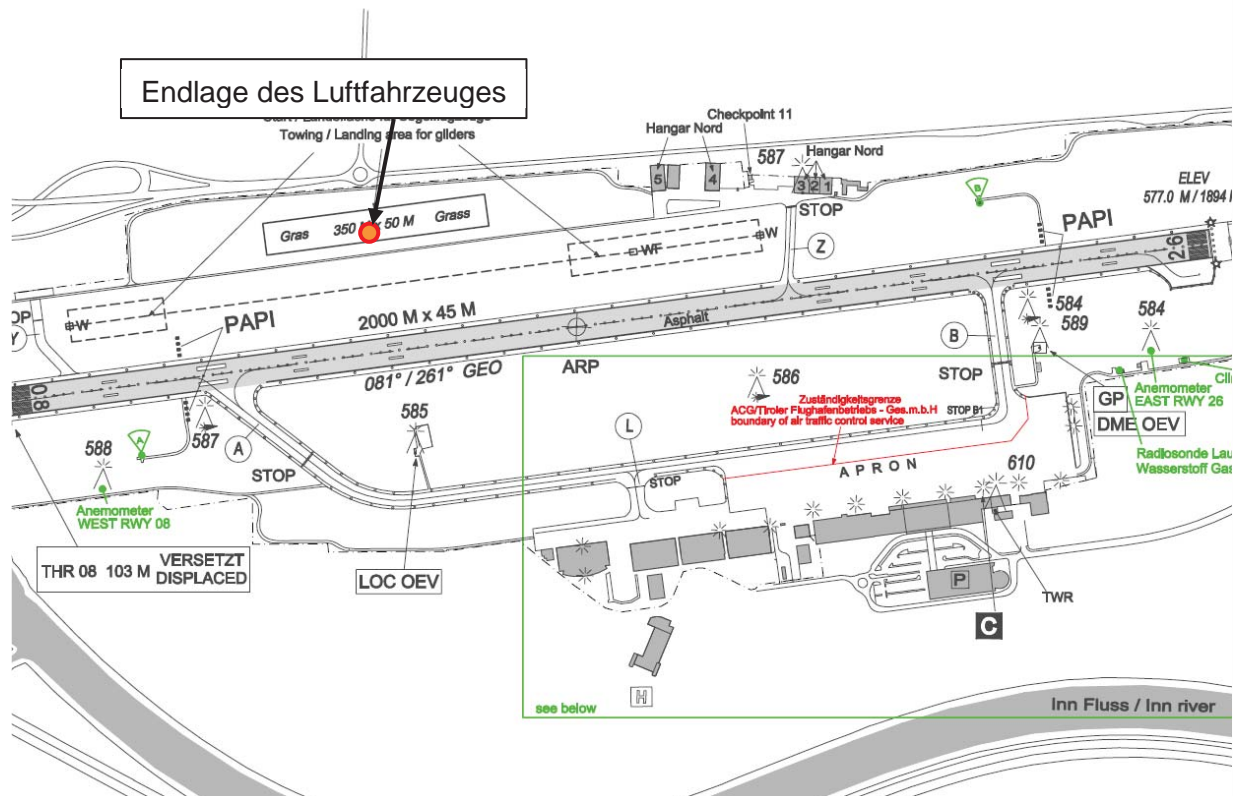 Endlage des Luftfahrzeuges
Towing / Landing area for gliders
Checkpoint 11
Hangar Nord
587
Hangar Nord
5
4
3 2 1
B
ELEV
577.0 M / 1894
Gras 350 M x 50 M Grass
STOP
PAPI
Z
WF
W
26
W
PAPI
2000 M x 45 M
Asphalt
584
589
584
Y
B
081° / 261° GEO
ARP
STOP
08
586
Anemometer
EAST RWY 26
Zuständigkeitsgrenze
ACG/Tiroler Flughafenbetriebs - Ges.m.b.H
boundary of air traffic control service
STOP B1
GP
DME OEV
585
587
A
588
A
STOP
L
STOP
APRON
610
Radiosonde
Wasserstoff
Anemometer
WEST RWY 08
THR 08 103 M VERSETZT
DISPLACED
LOC OEV
P
TWR
C
H
see below
Inn Fluss / Inn river